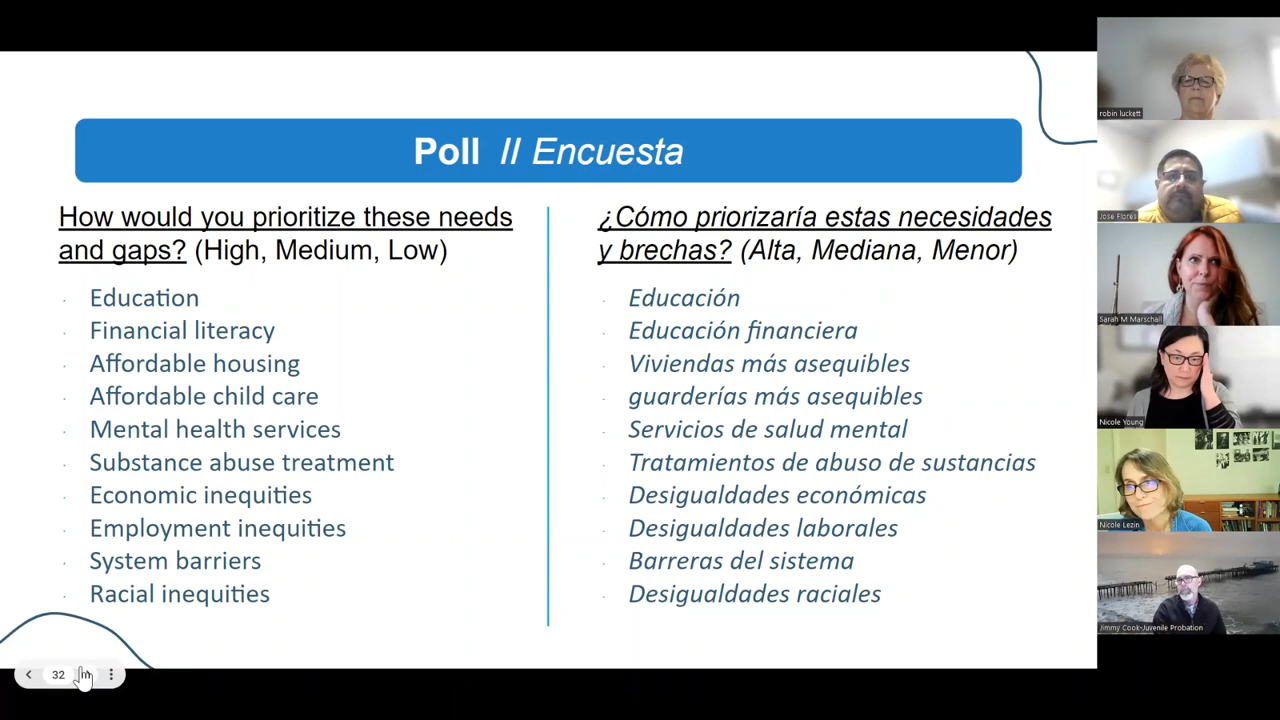 Poll // Encuesta
How would you prioritize these needs
and gaps? (High, Medium, Low)
Education
Financial literacy
Affordable housing
Affordable child care
Mental health services
Substance abuse treatment
Economic inequities
Employment inequities
System barriers
Racial inequities
¿Cómo priorizaría estas necesidades
y brechas? (Alta, Mediana, Menor)
Educación
Educación financiera
Viviendas más asequibles
guarderías más asequibles
Servicios de salud mental
Tratamientos de abuso de sustancias
Desigualdades económicas
Desigualdades laborales
Barreras del sistema
Desigualdades raciales
32
robin luckett
Jose Flores
Sarah M Marschall
Nicole Young
Nicole Lezin
Jimmy Cook-Juvenile Probation